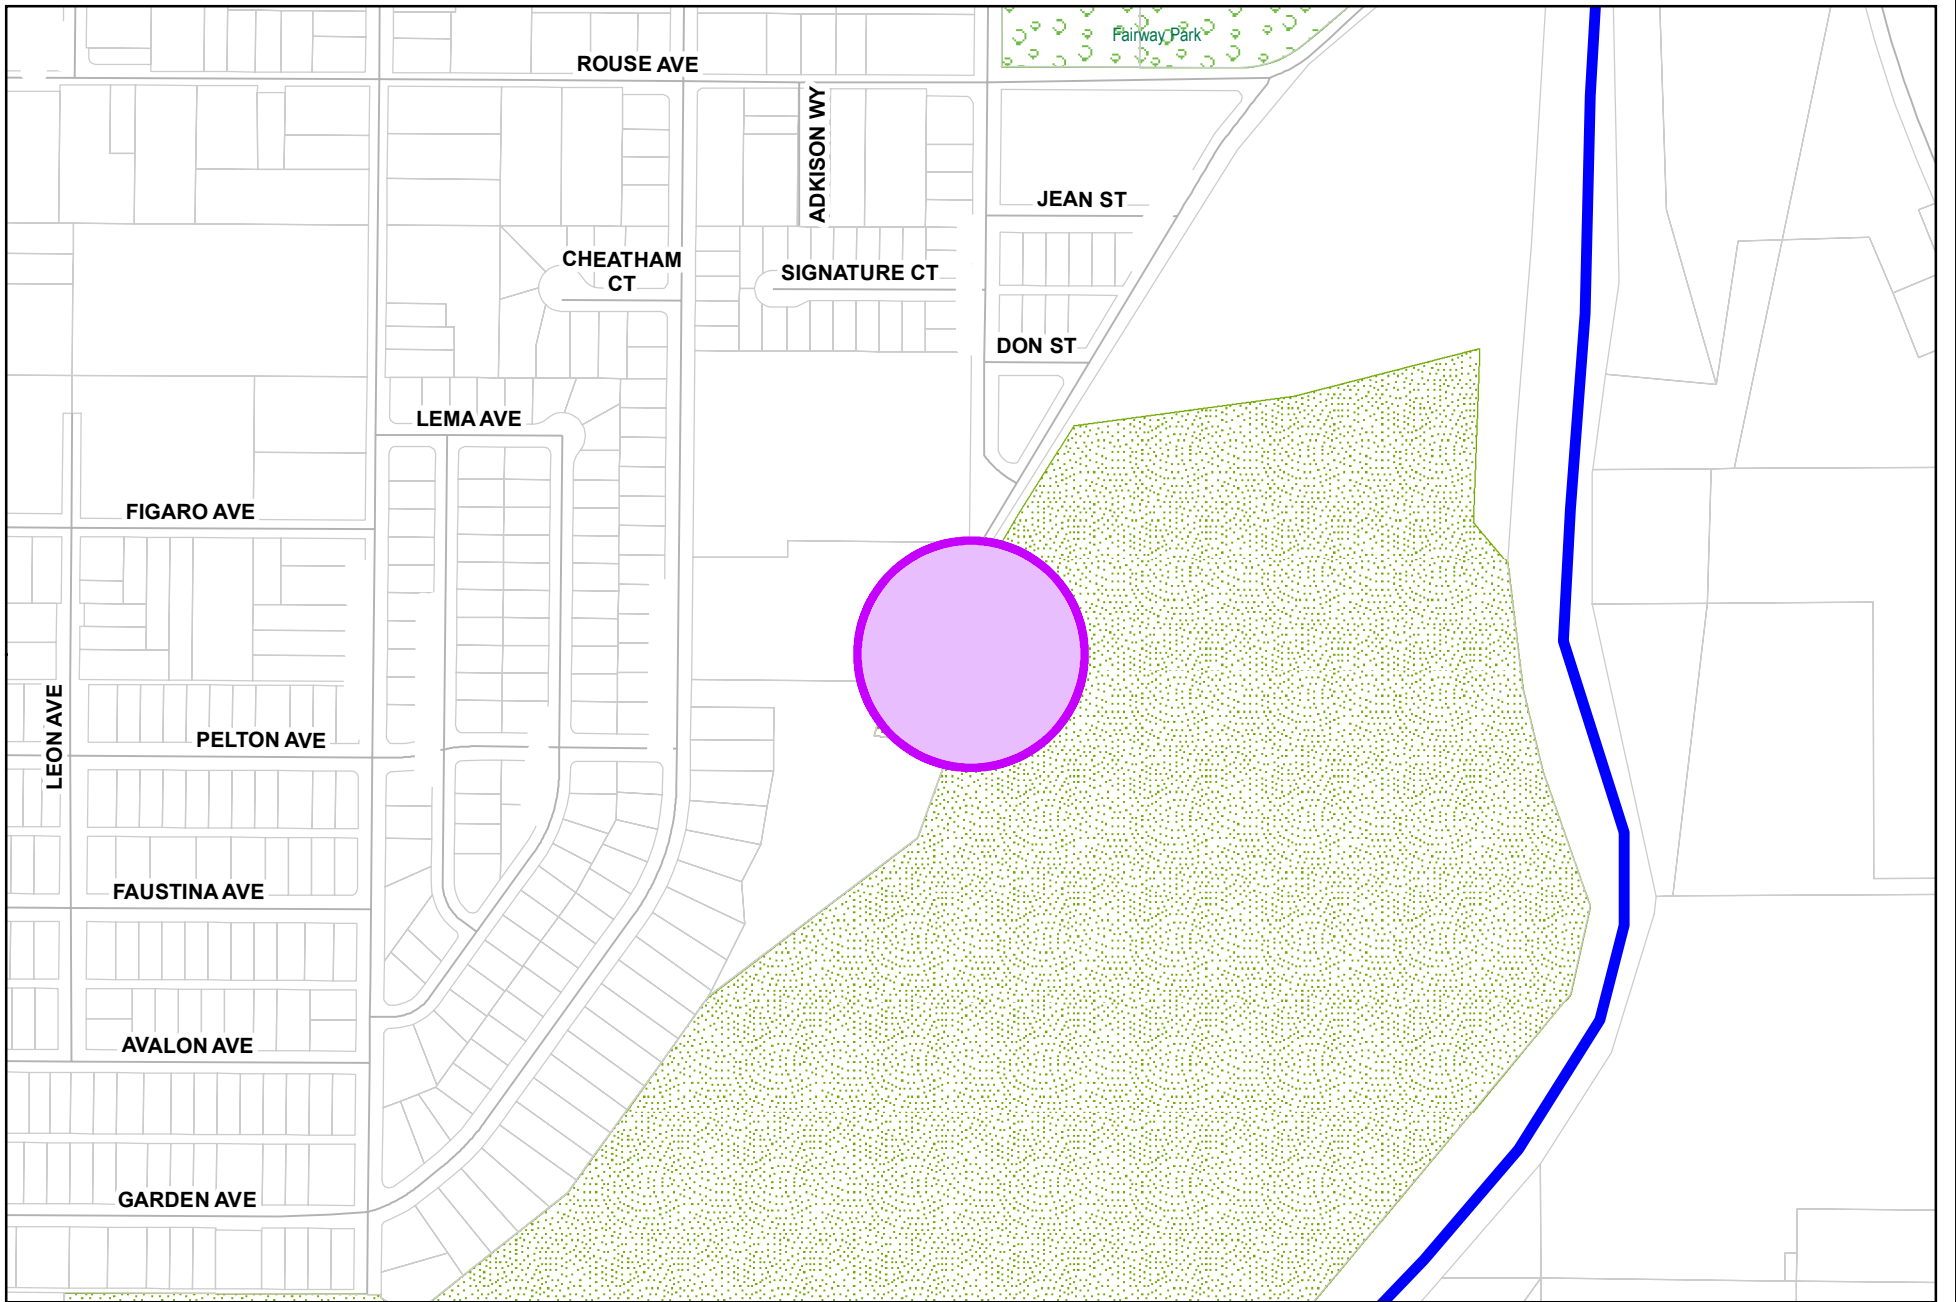 Fairway Park
ROUSE AVE
ADKISON WY
JEAN ST
CHEATHAM
CT
SIGNATURE CT
DON ST
LEMA AVE
FIGARO AVE
LEON AVE
PELTON AVE
FAUSTINA AVE
AVALON AVE
GARDEN AVE